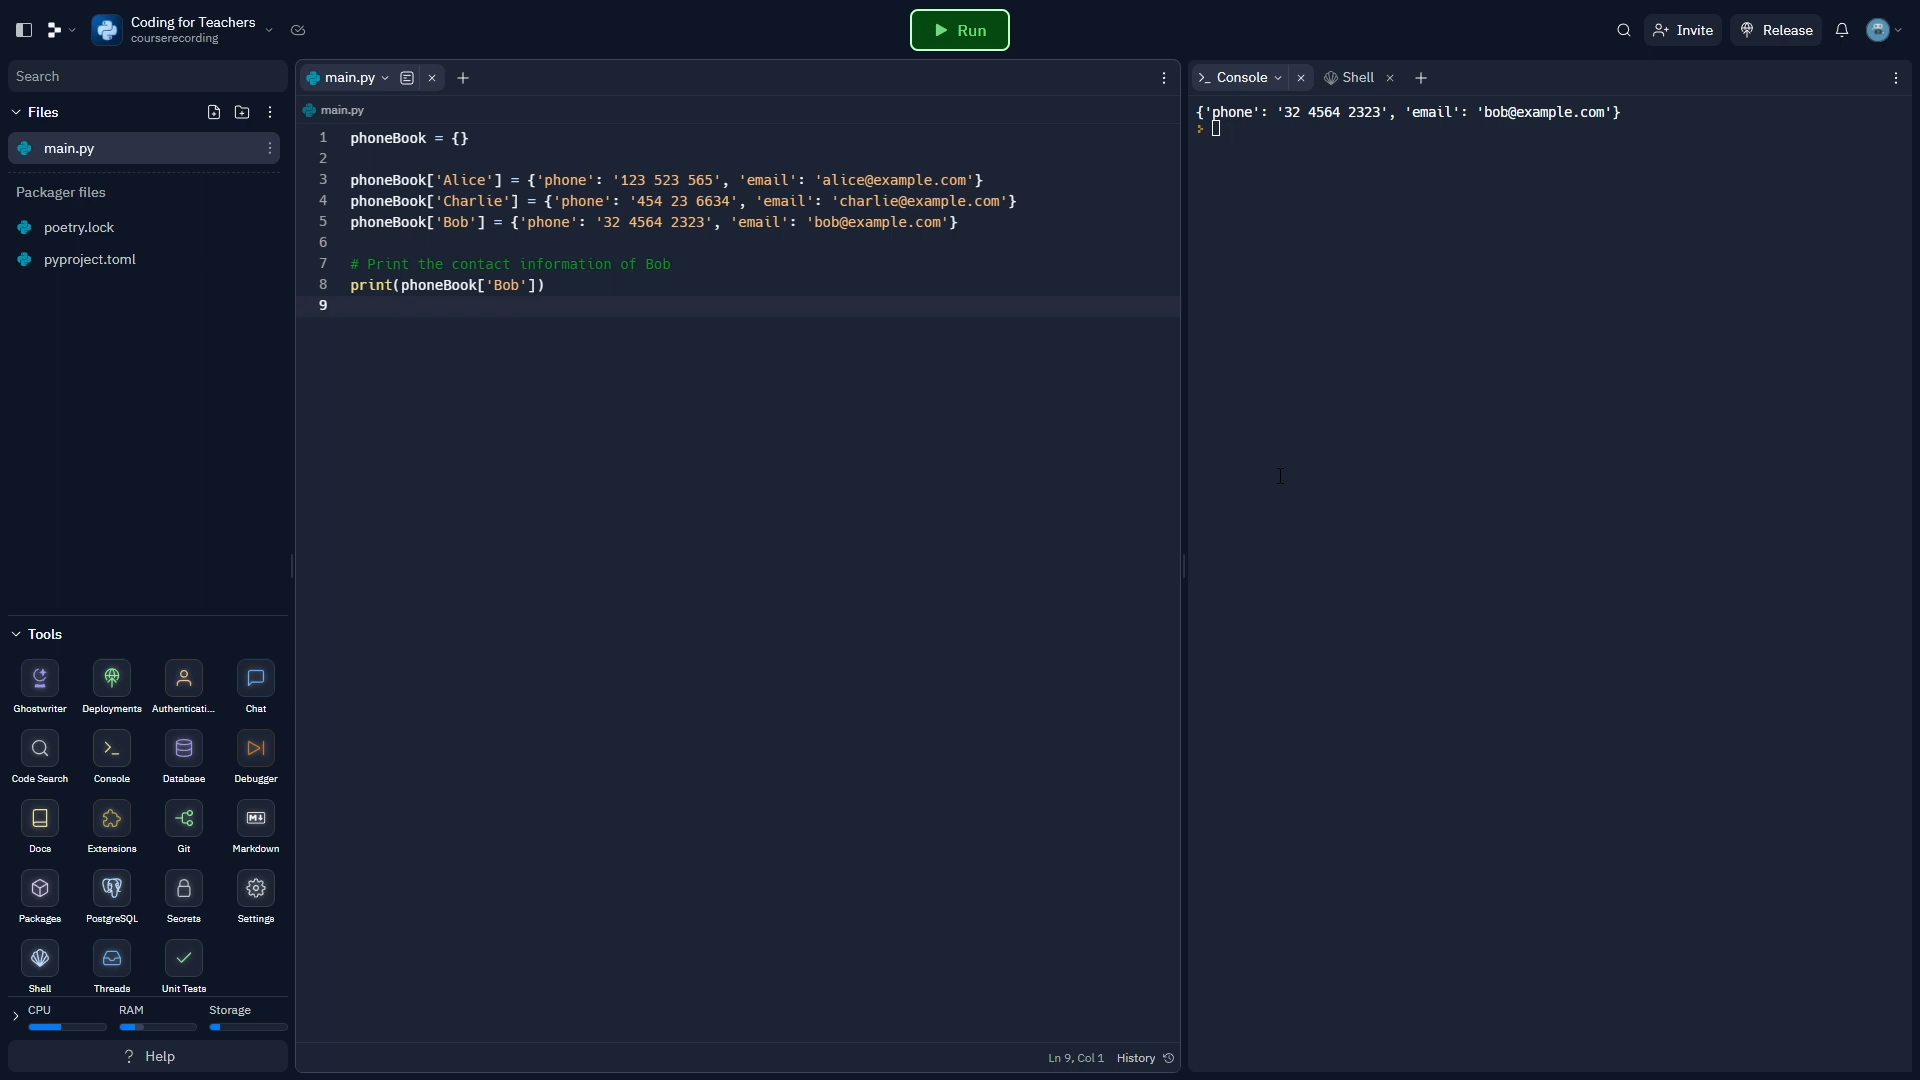 Coding for Teachers
courserecording
Run
Invite
Release
Search
Files
main.py
Packager files
poetry.lock
pyproject.toml
Tools
Ghostwriter
Deployments
Authenticati...
Chat
Code Search
Console
Database
Debugger
Docs
Extensions
Git
Markdown
Packages
PostgreSQL
Secrets
Settings
Shell
Threads
Unit Tests
CPU
RAM
Storage
? Help
main.py
main.py
1 phoneBook = {}
2
3 phoneBook['Alice'] = {'phone': '123 523 565', 'email': 'alice@example.com'}
4 phoneBook['Charlie'] = {'phone': '454 23 6634', 'email': 'charlie@example.com'}
5 phoneBook['Bob'] = {'phone': '32 4564 2323', 'email': 'bob@example.com'}
6
7 # Print the contact information of Bob
8 print(phoneBook['Bob'])
9
Ln 9, Col 1 History
>_ Console
Shell
{'phone': '32 4564 2323', 'email': 'bob@example.com'}